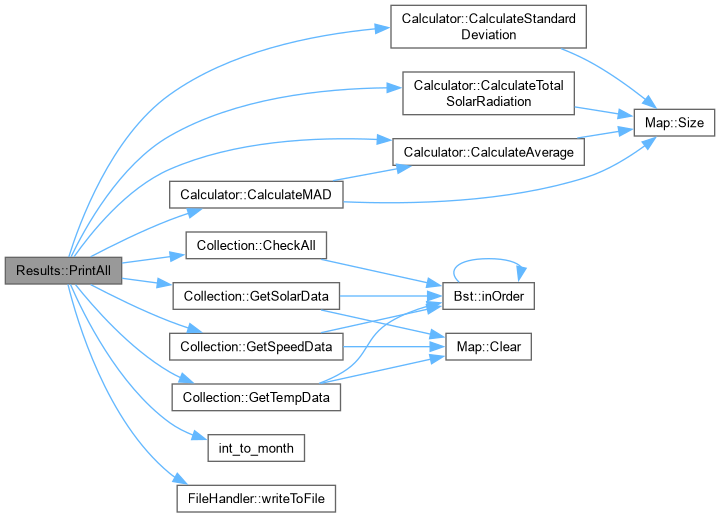 Calculator::CalculateStandard
Deviation
Calculator::CalculateTotal
SolarRadiation
Map::Size
Calculator::CalculateAverage
Calculator::CalculateMAD
Collection::CheckAll
Results::PrintAll
Collection::GetSolarData
Bst::inOrder
Collection::GetSpeedData
Map::Clear
Collection::GetTempData
int_to_month
FileHandler::writeToFile